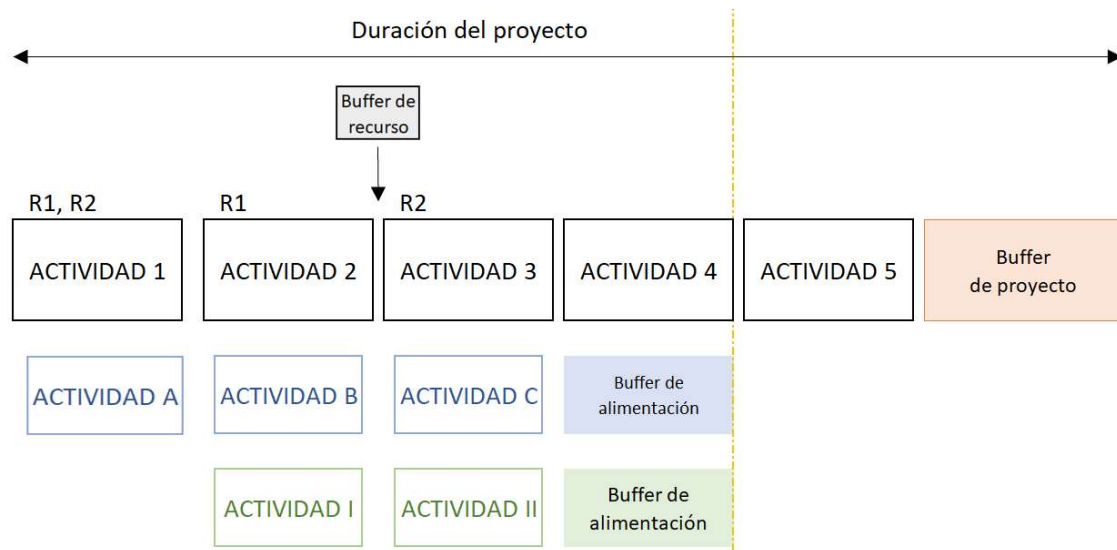 Duración del proyecto
Buffer de
recurso
R1, R2
R1
R2
ACTIVIDAD 1
ACTIVIDAD 2
ACTIVIDAD 3
ACTIVIDAD 4
ACTIVIDAD 5
Buffer
de proyecto
ACTIVIDAD A
ACTIVIDAD B
ACTIVIDAD C
Buffer de
alimentación
ACTIVIDAD I
ACTIVIDAD II
Buffer de
alimentación